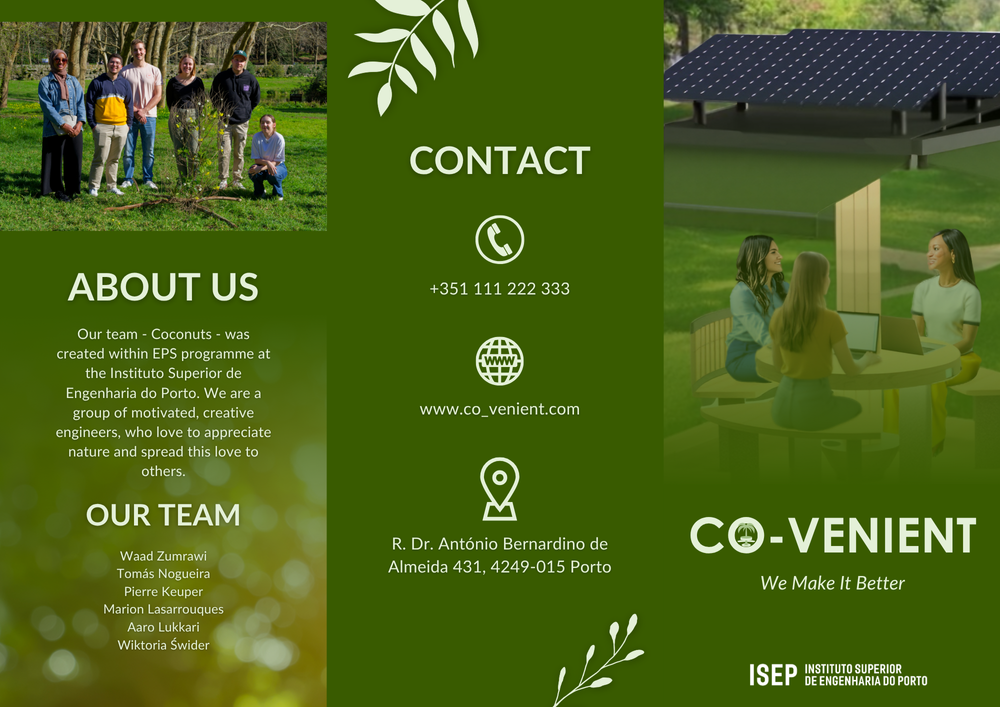 ABOUT US
Our team - Coconuts - was
created within EPS programme at
the Instituto Superior de
Engenharia do Porto. We are a
group of motivated, creative
engineers, who love to appreciate
nature and spread this love to
others.
OUR TEAM
Waad Zumrawi
Tomás Nogueira
Pierre Keuper
Marion Lasarrouques
Aaro Lukkari
Wiktoria Świder
CONTACT
+351 111 222 333
WWW
www.co_venient.com
R. Dr. António Bernardino de
Almeida 431, 4249-015 Porto
CO-VENIENT
We Make It Better
ISEP INSTITUTO SUPERIOR
DE ENGENHARIA DO PORTO